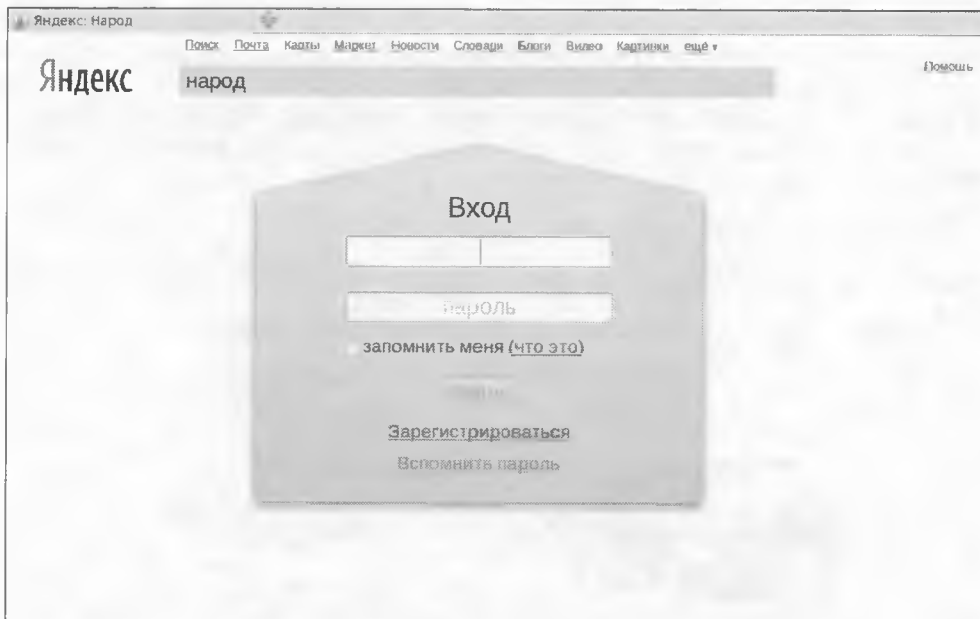 Яндекс: Народ
Поиск Почта Карты Маркет Новости Словари Блоги Видео Картинки ещё ▾
Помощь
Яндекс
народ
Вход
пароль
запомнить меня (что это)
Зарегистрироваться
Вспомнить пароль